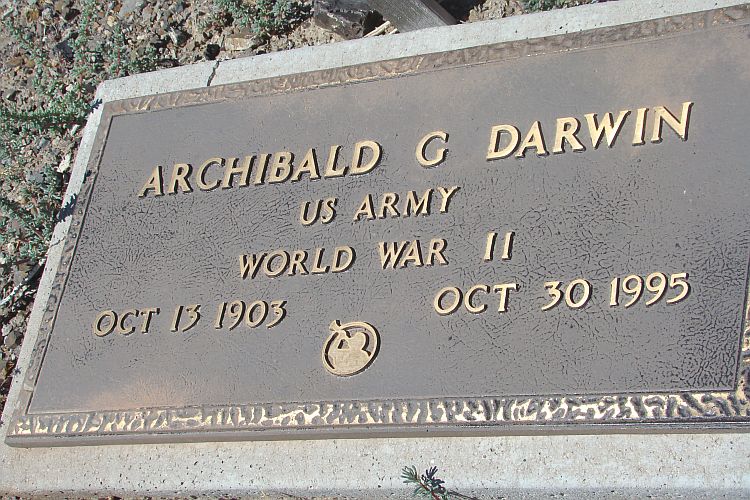 ARCHIBALD G DARWIN
US ARMY
WORLD WAR II
OCT 13 1903 OCT 30 1995